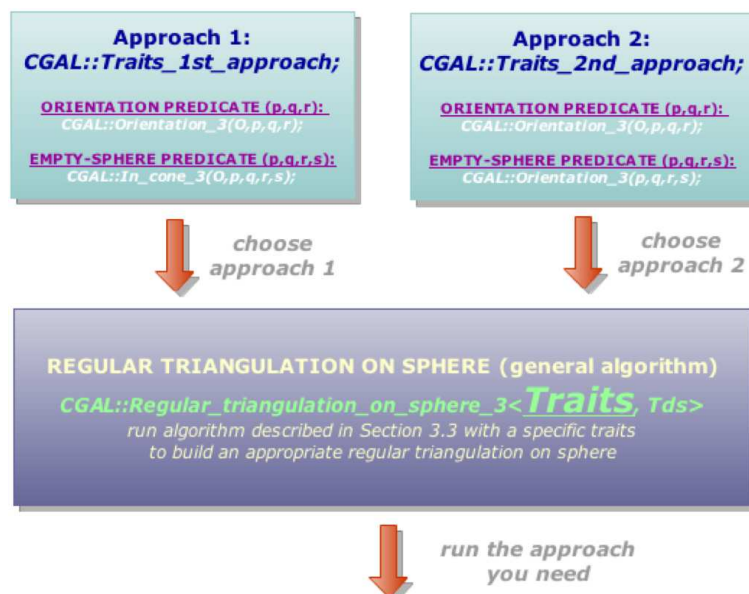 Approach 1:
CGAL::Traits_1st_approach;
ORIENTATION PREDICATE (p,q,r):
CGAL::Orientation_3(O,p,q,r);
EMPTY-SPHERE PREDICATE (p,q,r,s):
CGAL::In_cone_3(O,p,q,r,s);
Approach 2:
CGAL::Traits_2nd_approach;
ORIENTATION PREDICATE (p,q,r):
CGAL::Orientation_3(O,p,q,r);
EMPTY-SPHERE PREDICATE (p,q,r,s):
CGAL::Orientation_3(p,q,r,s);
choose
approach 1
choose
approach 2
REGULAR TRIANGULATION ON SPHERE (general algorithm)
CGAL::Regular_triangulation_on_sphere_3<Traits, Tds>
run algorithm described in Section 3.3 with a specific traits
to build an appropriate regular triangulation on sphere
run the approach
you need